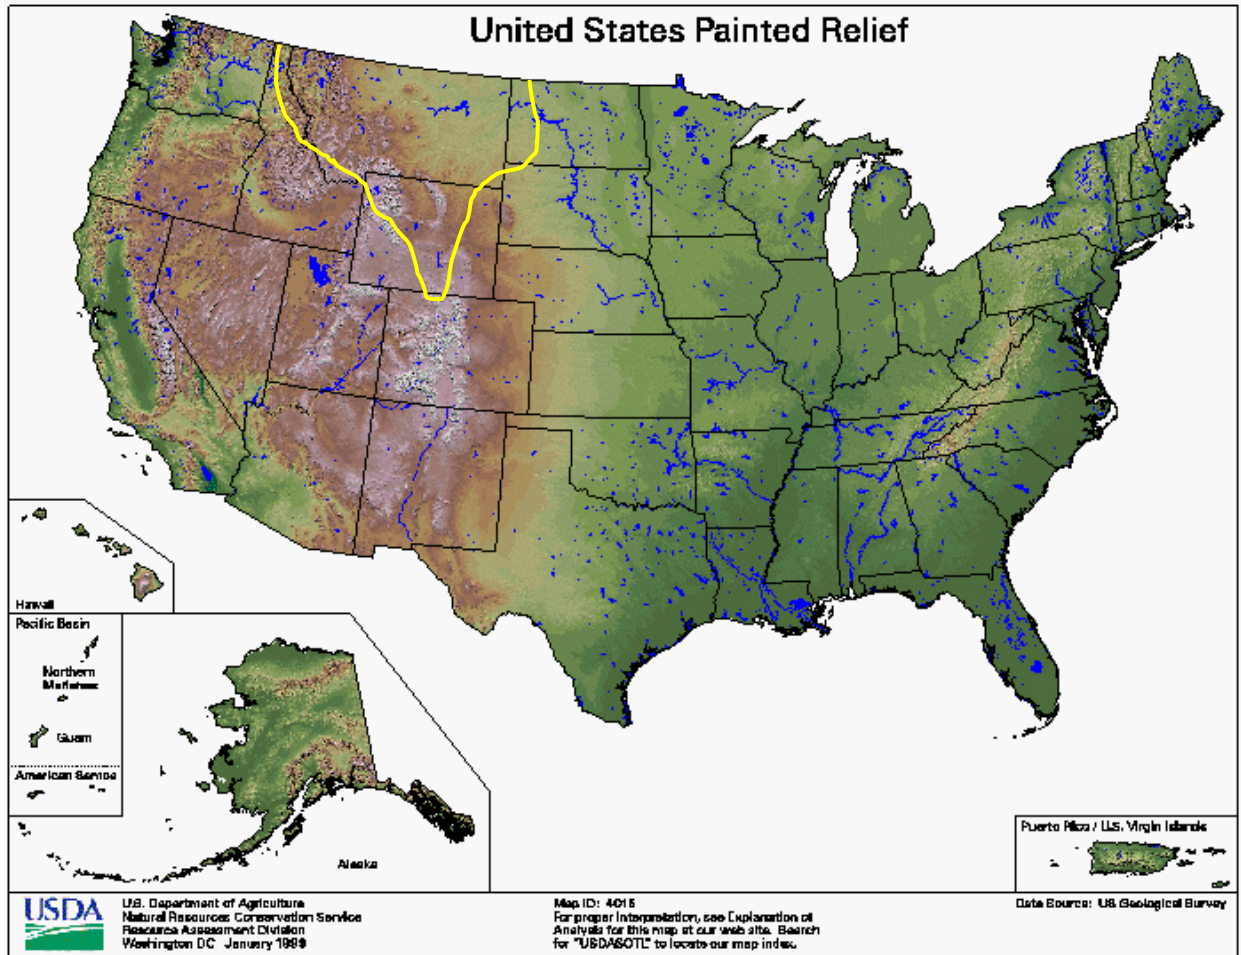 United States Painted Relief
Hawaii
Pacific Basin
Northern
Marianas
Guam
American Samoa
Alaska
Puerto Rico / U.S. Virgin Islands
USDA
U.S. Department of Agriculture
Natural Resources Conservation Service
Resource Assessment Division
Washington DC January 1999
Map ID: 4015
For proper interpretation, see Explanation of
Analysis for this map at our web site. Search
for "USDASOTL" to locate our map index.
Data Source: US Geological Survey